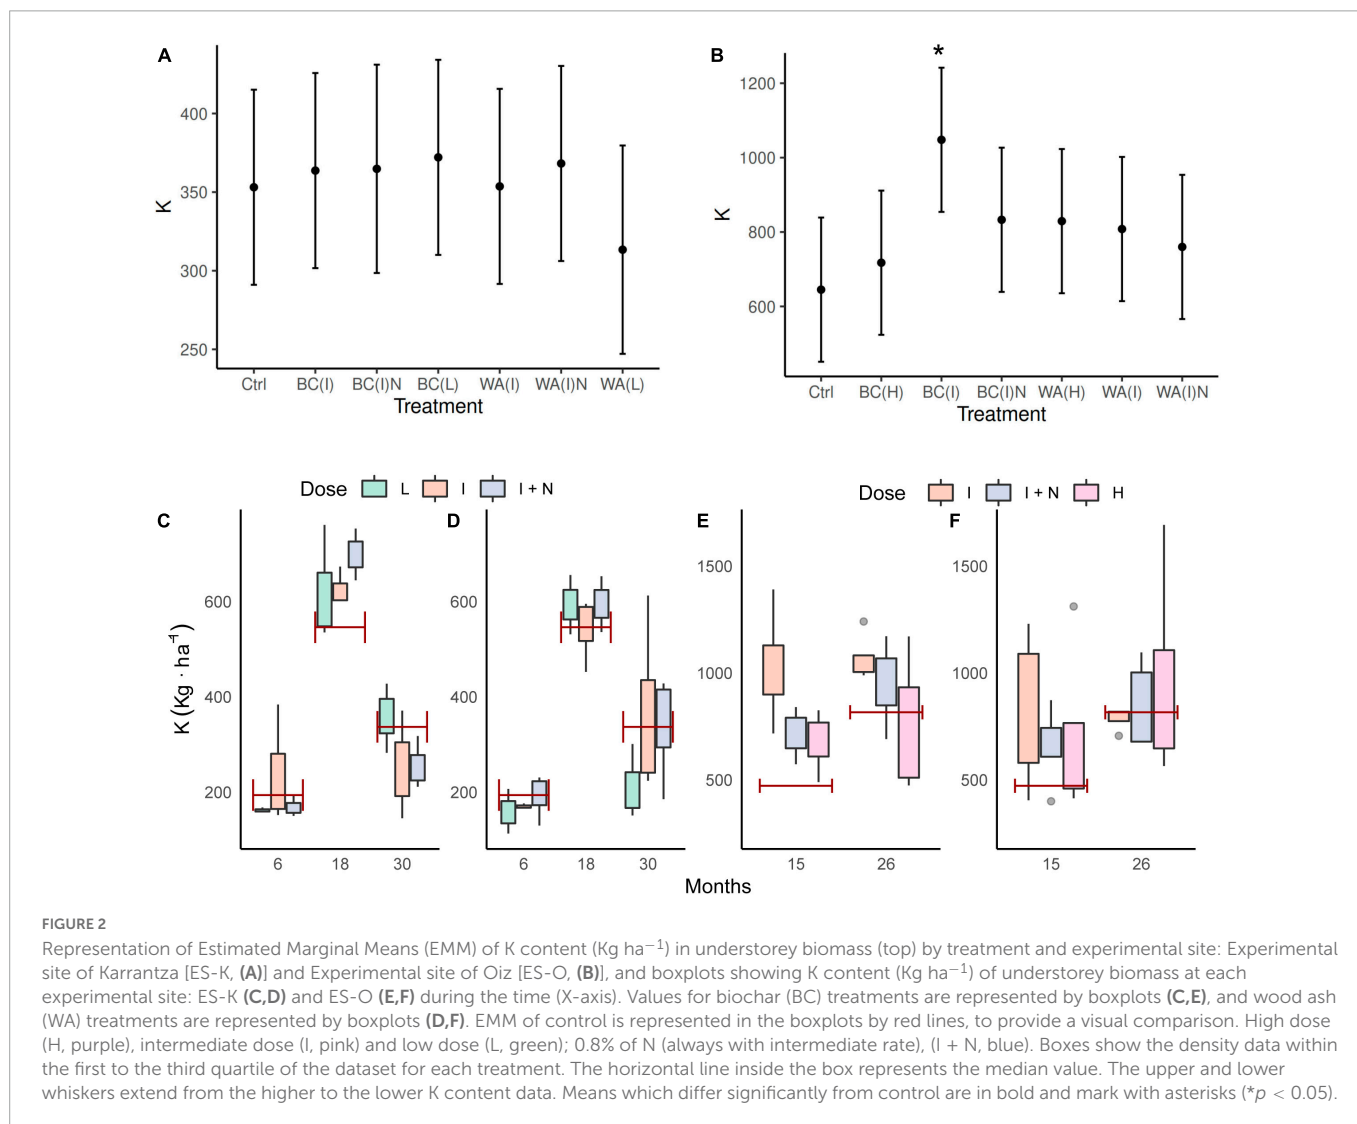 A
K
400
350
300
250
Ctrl BC(I) BC(I)N BC(L) WA(I) WA(I)N WA(L)
Treatment
B
*
K
1200
1000
800
600
Ctrl BC(H) BC(I) BC(I)N WA(H) WA(I) WA(I)N
Treatment
Dose L I I + N
Dose I I + N H
C
D
E
F
K (Kg · ha⁻¹)
600
400
200
6 18 30
600
400
200
6 18 30
1500
1000
500
15 26
1500
1000
500
15 26
Months
FIGURE 2
Representation of Estimated Marginal Means (EMM) of K content (Kg ha⁻¹) in understorey biomass (top) by treatment and experimental site: Experimental
site of Karrantza [ES-K, (A)] and Experimental site of Oiz [ES-O, (B)], and boxplots showing K content (Kg ha⁻¹) of understorey biomass at each
experimental site: ES-K (C,D) and ES-O (E,F) during the time (X-axis). Values for biochar (BC) treatments are represented by boxplots (C,E), and wood ash
(WA) treatments are represented by boxplots (D,F). EMM of control is represented in the boxplots by red lines, to provide a visual comparison. High dose
(H, purple), intermediate dose (I, pink) and low dose (L, green); 0.8% of N (always with intermediate rate), (I + N, blue). Boxes show the density data within
the first to the third quartile of the dataset for each treatment. The horizontal line inside the box represents the median value. The upper and lower
whiskers extend from the higher to the lower K content data. Means which differ significantly from control are in bold and mark with asterisks (*p < 0.05).